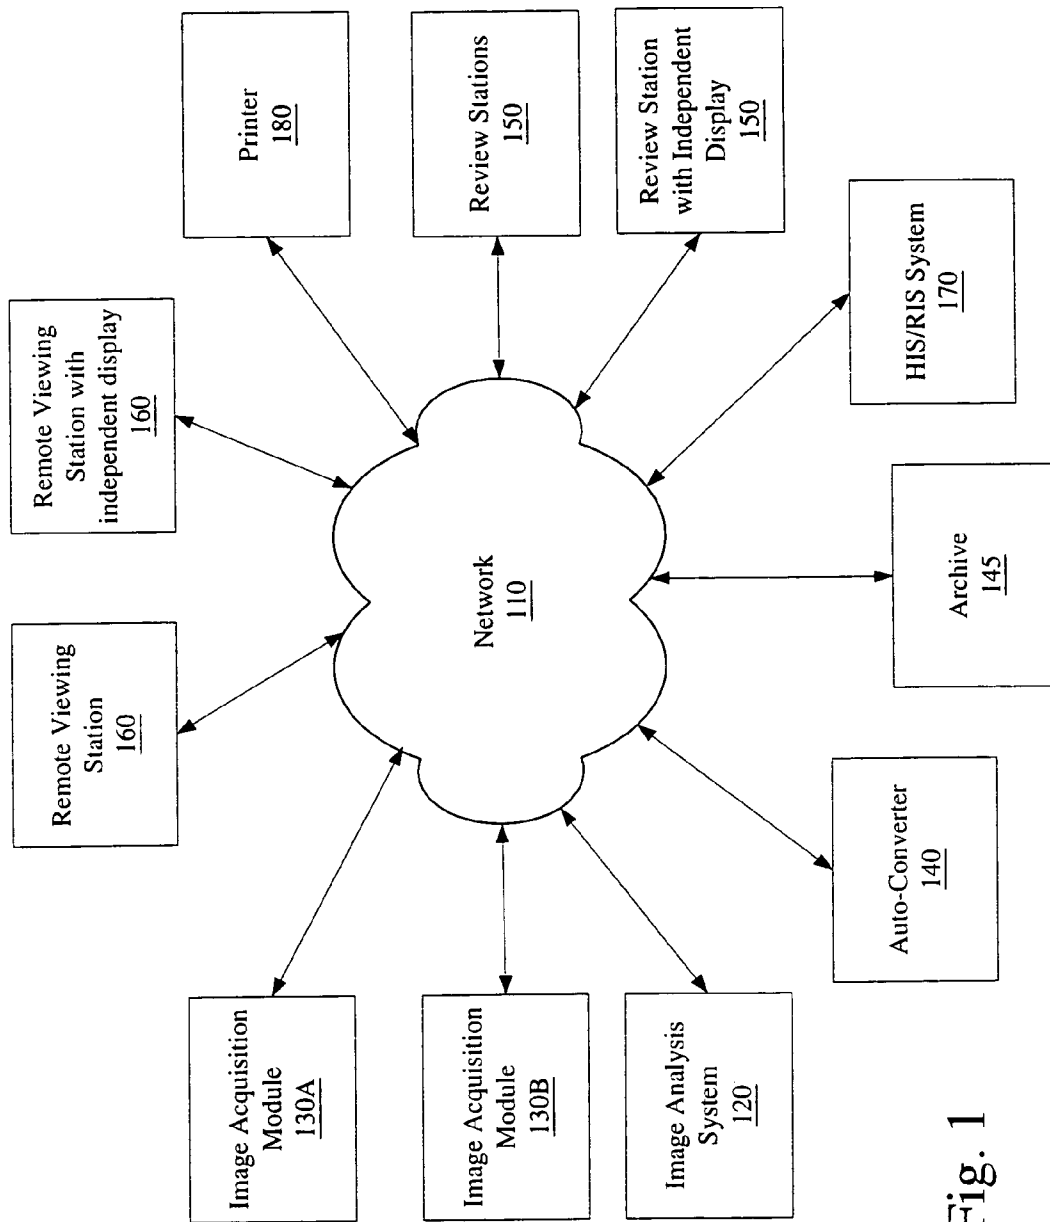 Image Acquisition
Module
130A
Remote Viewing
Station
160
Remote Viewing
Station with
independent display
160
Printer
180
Image Acquisition
Module
130B
Network
110
Review Stations
150
Image Analysis
System
120
Review Station
with Independent
Display
150
Auto-Converter
140
Archive
145
HIS/RIS System
170
Fig. 1